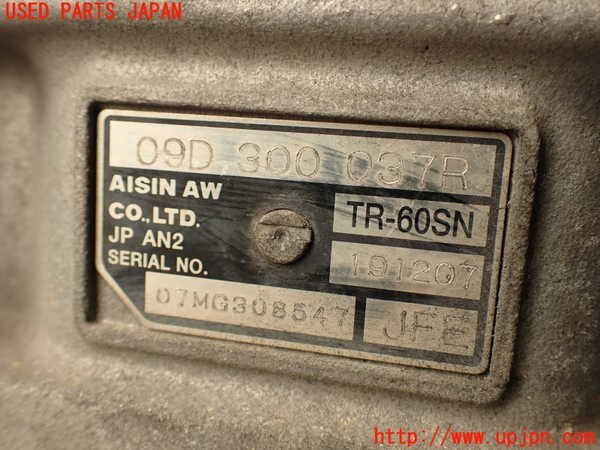 USED PARTS JAPAN
09D 300 037R
AISIN AW
CO.,LTD.
TR-60SN
JP AN2
191207
SERIAL NO.
07MG308547
JFE
http://www.upjpn.com